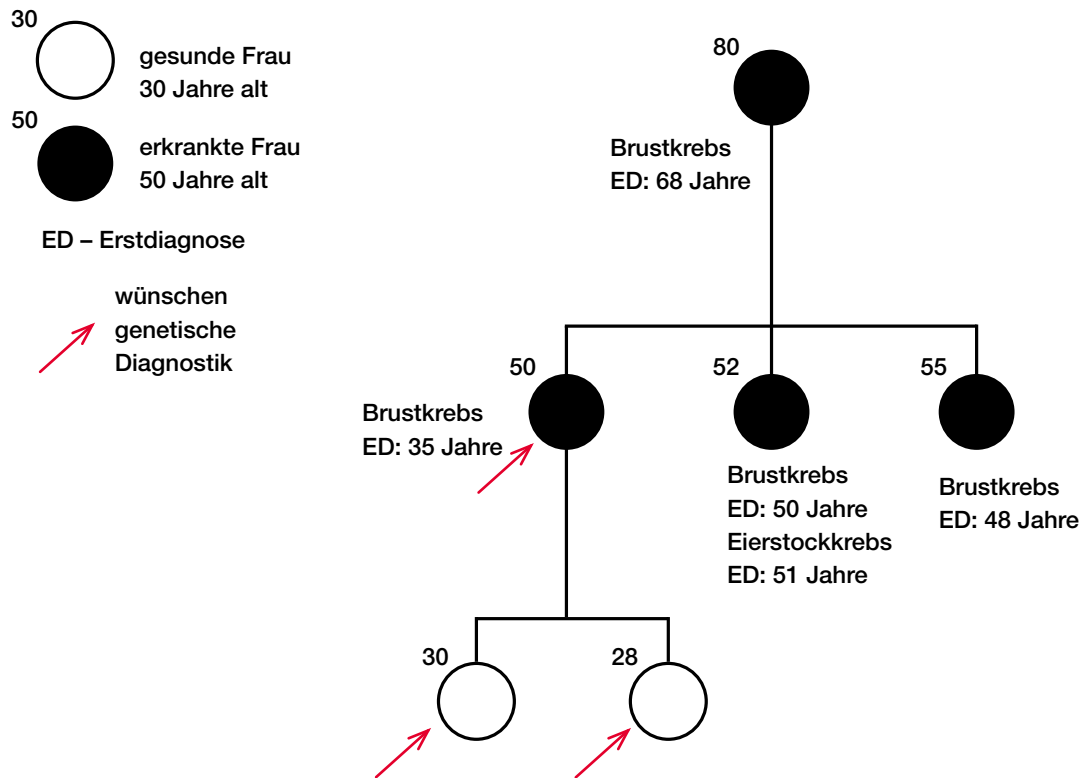 30
gesunde Frau
30 Jahre alt
50
erkrankte Frau
50 Jahre alt
ED – Erstdiagnose
wünschen
genetische
Diagnostik
80
Brustkrebs
ED: 68 Jahre
50
Brustkrebs
ED: 35 Jahre
52
Brustkrebs
ED: 50 Jahre
Eierstockkrebs
ED: 51 Jahre
55
Brustkrebs
ED: 48 Jahre
30
28